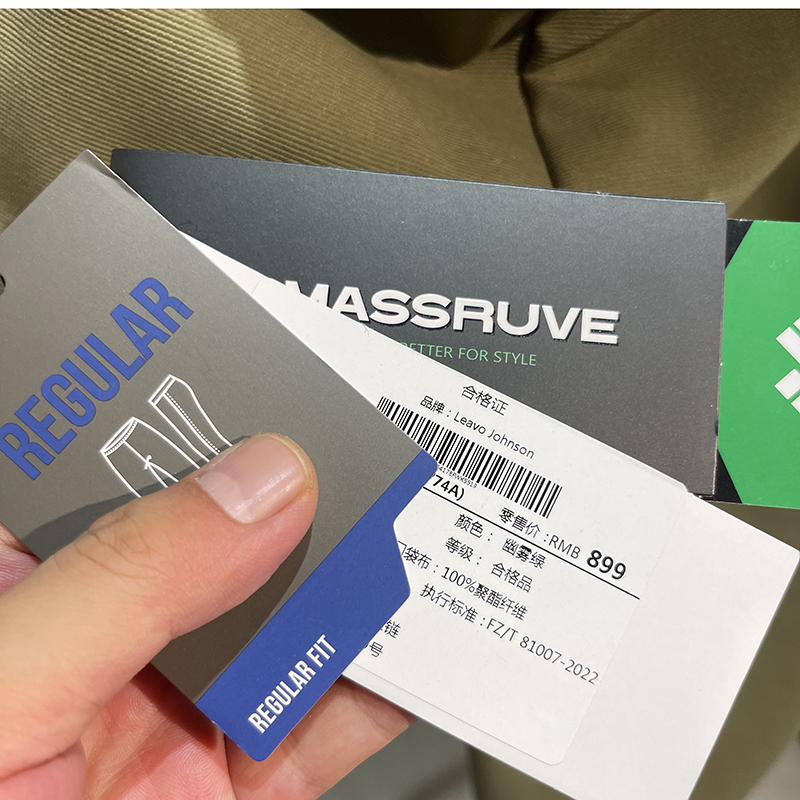 REGULAR
REGULAR FIT
MASSRUVE
BETTER FOR STYLE
合格证
品牌：Leavo Johnson
74A)
零售价：RMB 899
颜色： 幽雾绿
等级： 合格品
袋布：100%聚酯纤维
执行标准：FZ/T 81007-2022
链
号